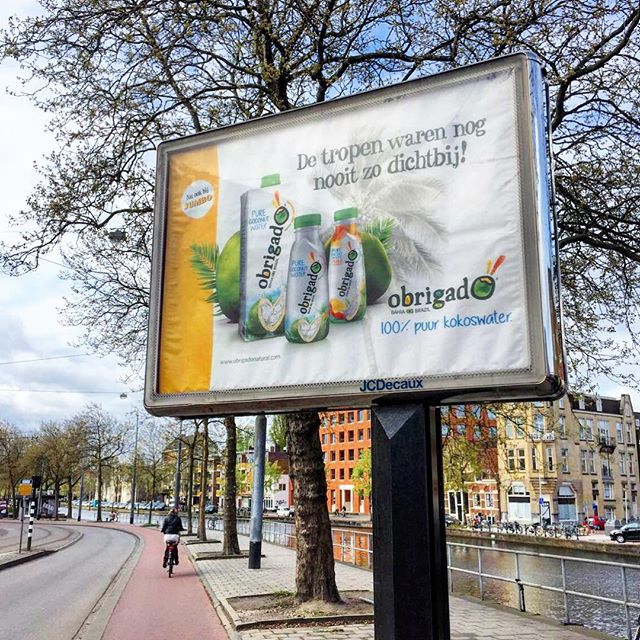 De tropen waren nog
nooit zo dichtbij!
Nu ook bij
JUMBO
PURE
COCONUT
WATER
obrigado
PURE
COCONUT
WATER
obrigado
obrigado
obrigado
BAHIA BRAZIL
100% puur kokoswater.
www.obrigadonatural.com
JCDecaux